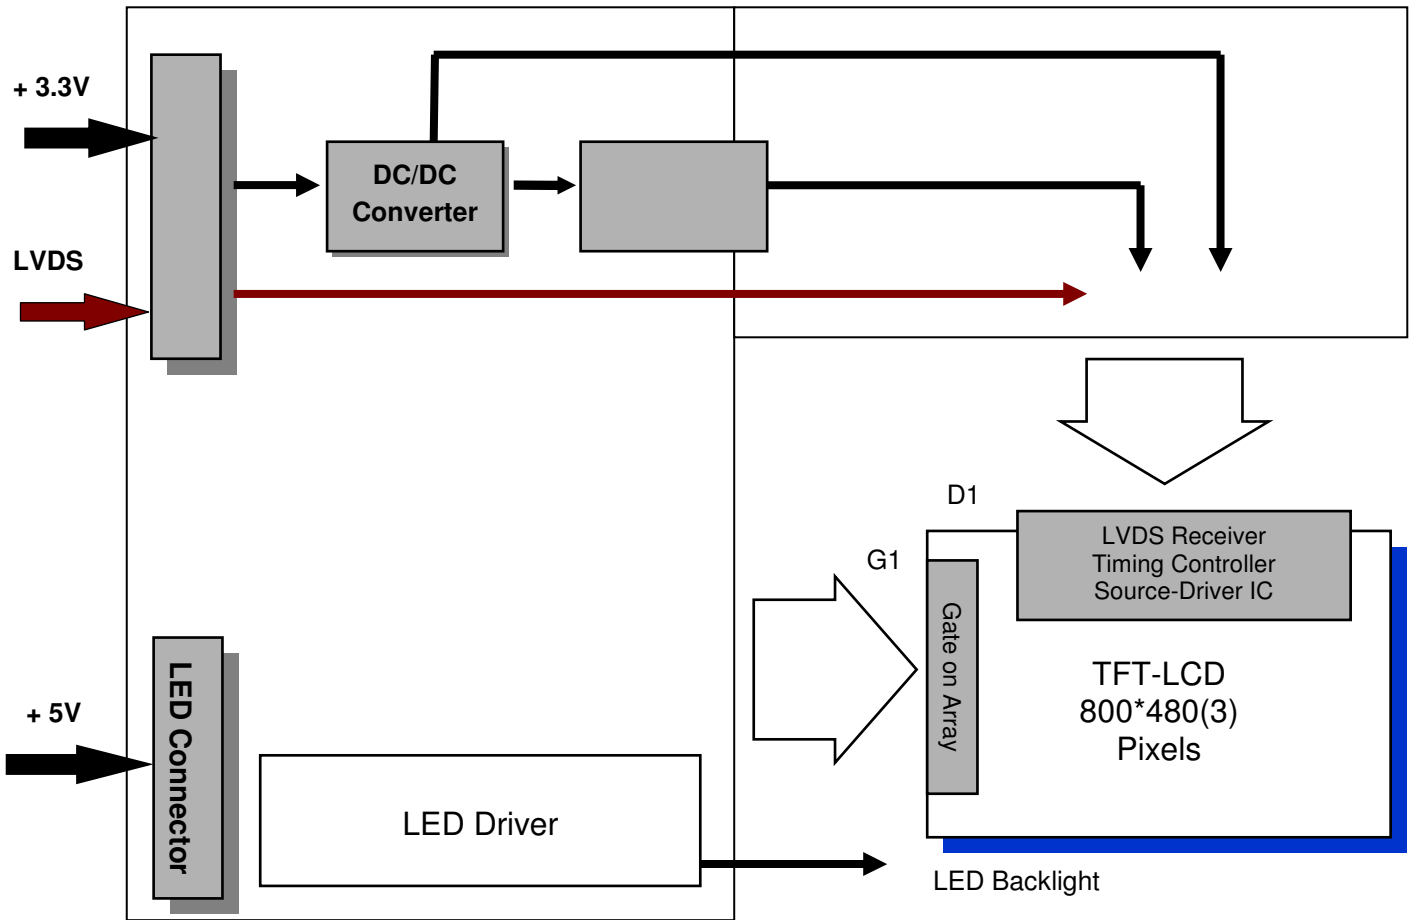 + 3.3V
DC/DC
Converter
LVDS
D1
LVDS Receiver
Timing Controller
Source-Driver IC
G1
Gate on Array
TFT-LCD
800*480(3)
Pixels
+ 5V
LED Connector
LED Driver
LED Backlight